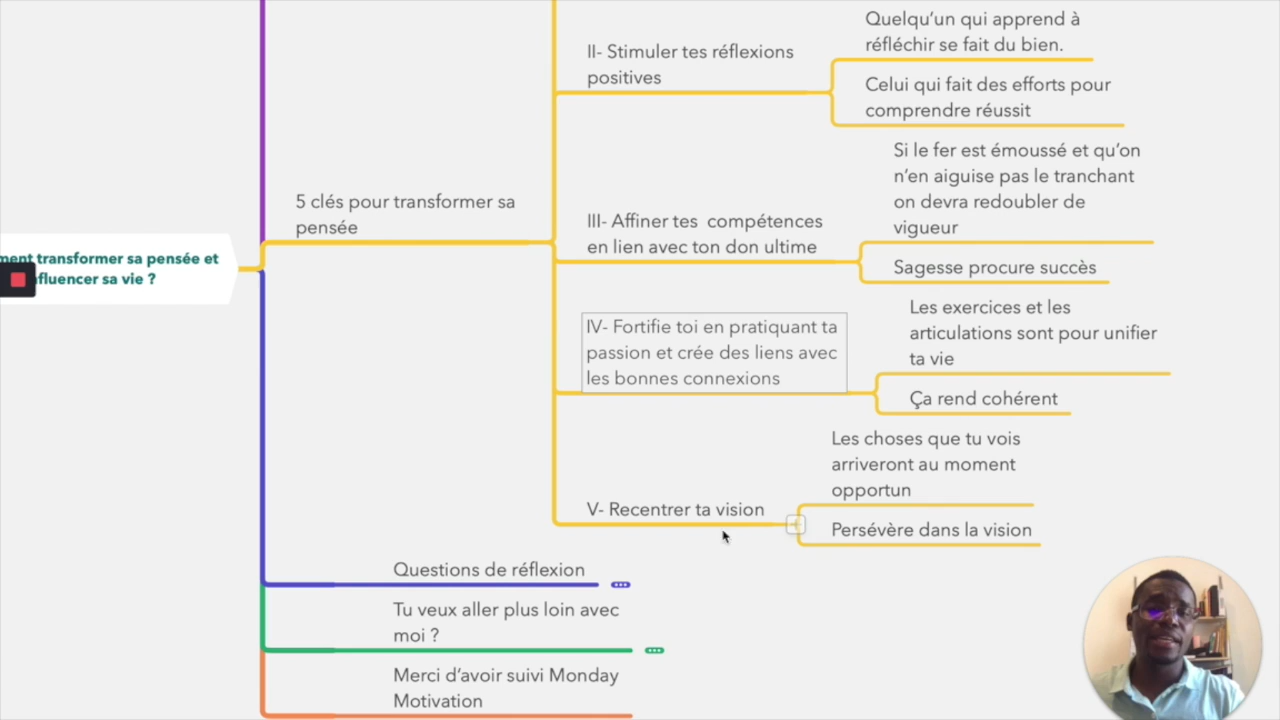 Quelqu'un qui apprend à
réfléchir se fait du bien.
II- Stimuler tes réflexions
positives
Celui qui fait des efforts pour
comprendre réussit
Si le fer est émoussé et qu'on
n'en aiguise pas le tranchant
on devra redoubler de
vigueur
5 clés pour transformer sa
pensée
III- Affiner tes compétences
en lien avec ton don ultime
Sagesse procure succès
transformer sa pensée et
sa vie ?
Les exercices et les
articulations sont pour unifier
ta vie
IV- Fortifie toi en pratiquant ta
passion et crée des liens avec
les bonnes connexions
Ça rend cohérent
Les choses que tu vois
arriveront au moment
opportun
V- Recentrer ta vision
Persévère dans la vision
Questions de réflexion
Tu veux aller plus loin avec
moi ?
Merci d'avoir suivi Monday
Motivation